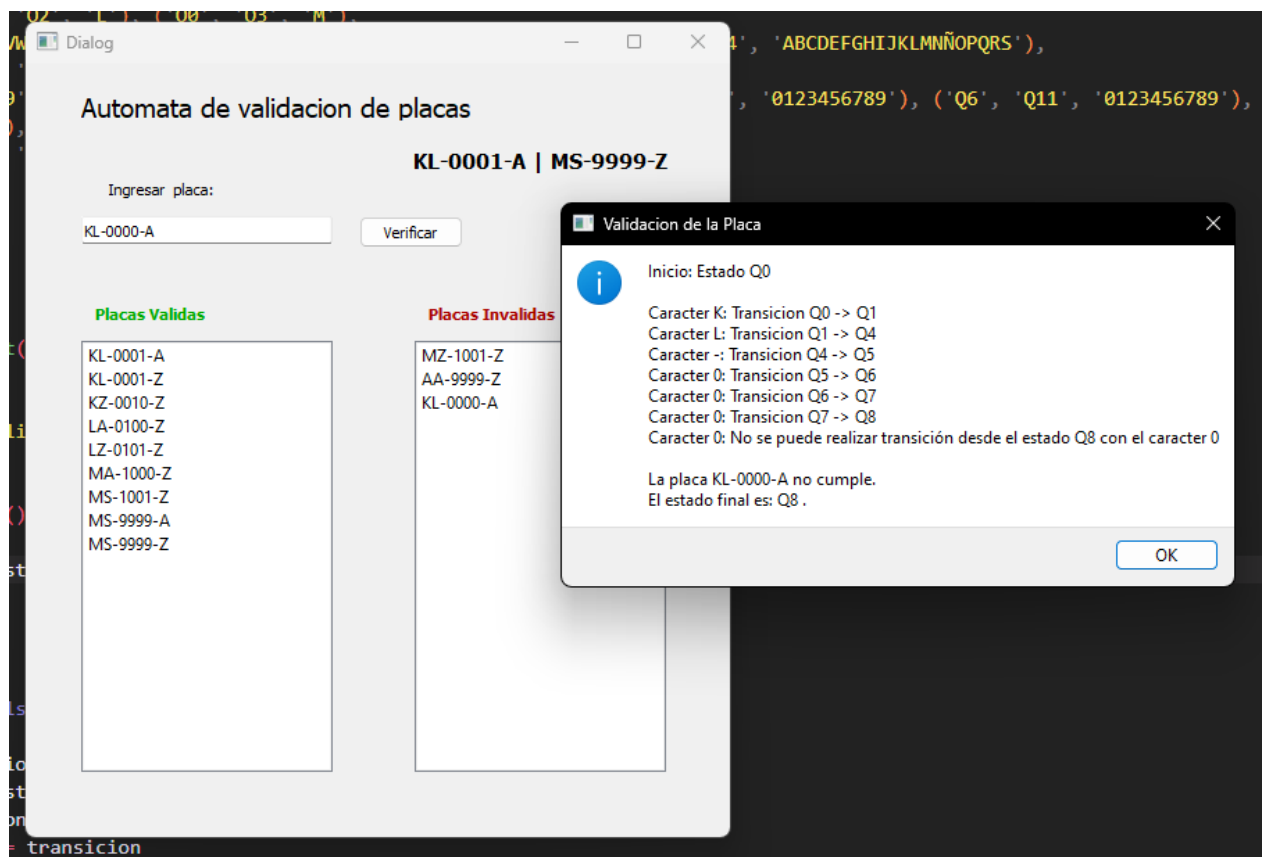 'Q2', 'L'), ('Q0', 'Q3', 'M'),
Dialog
4', 'ABCDEFGHIJKLMNÑOPQRS'),
Automata de validacion de placas
', '0123456789'), ('Q6', 'Q11', '0123456789'),
KL-0001-A | MS-9999-Z
Ingresar placa:
KL-0000-A
Verificar
Validacion de la Placa
Inicio: Estado Q0
Caracter K: Transicion Q0 -> Q1
Caracter L: Transicion Q1 -> Q4
Caracter -: Transicion Q4 -> Q5
Caracter 0: Transicion Q5 -> Q6
Caracter 0: Transicion Q6 -> Q7
Caracter 0: Transicion Q7 -> Q8
Caracter 0: No se puede realizar transición desde el estado Q8 con el caracter 0
La placa KL-0000-A no cumple.
El estado final es: Q8 .
OK
Placas Validas
KL-0001-A
KL-0001-Z
KZ-0010-Z
LA-0100-Z
LZ-0101-Z
MA-1000-Z
MS-1001-Z
MS-9999-A
MS-9999-Z
Placas Invalidas
MZ-1001-Z
AA-9999-Z
KL-0000-A
= transicion